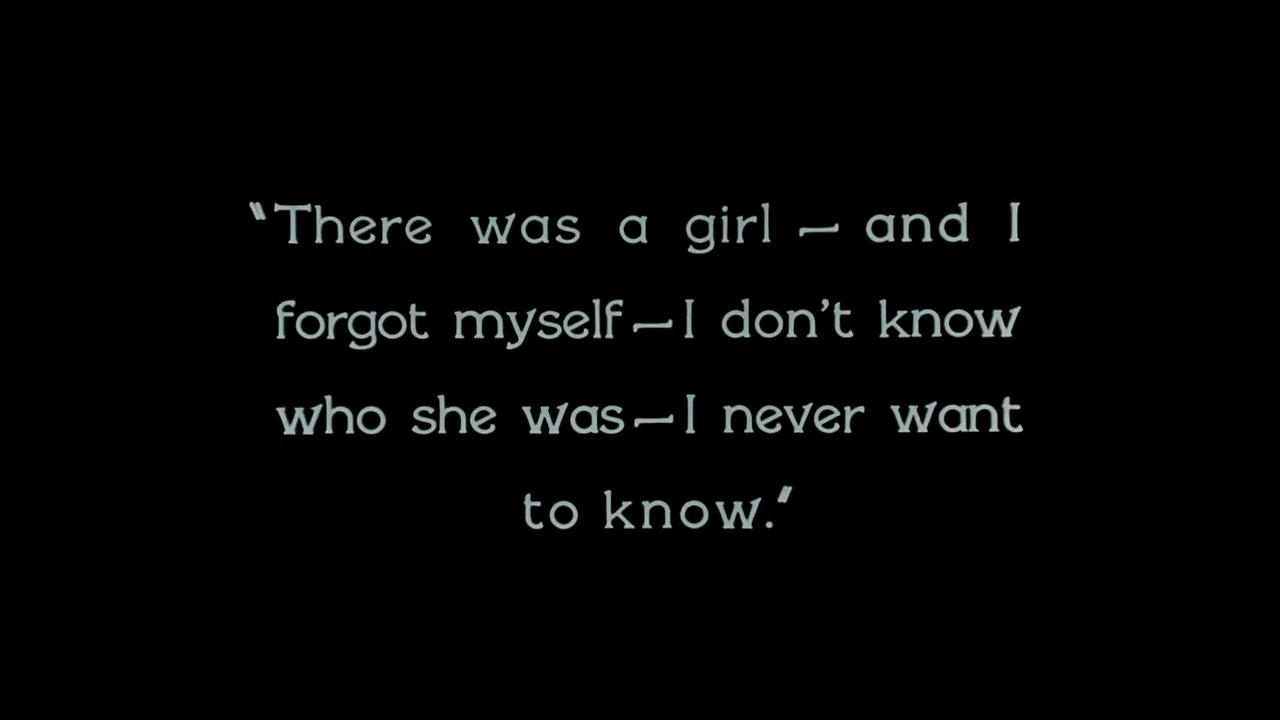 “There was a girl — and I
forgot myself — I don’t know
who she was — I never want
to know.”